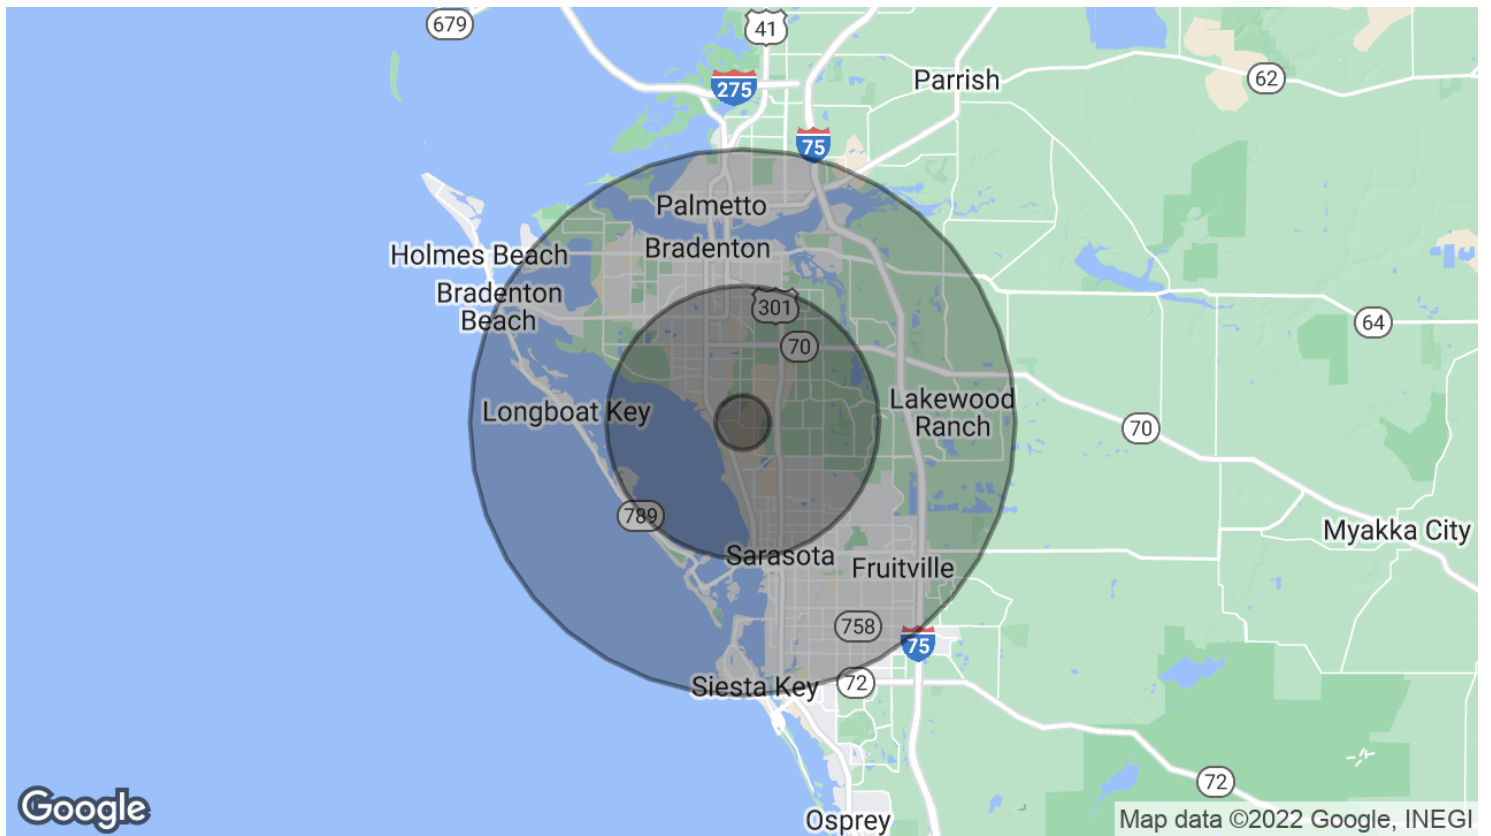 679
41
275
Parrish
62
75
Palmetto
Bradenton
Holmes Beach
Bradenton
Beach
301
64
70
Lakewood
Ranch
Longboat Key
70
789
Myakka City
Sarasota
Fruitville
758
75
Siesta Key
72
72
Google
Osprey
Map data ©2022 Google, INEGI